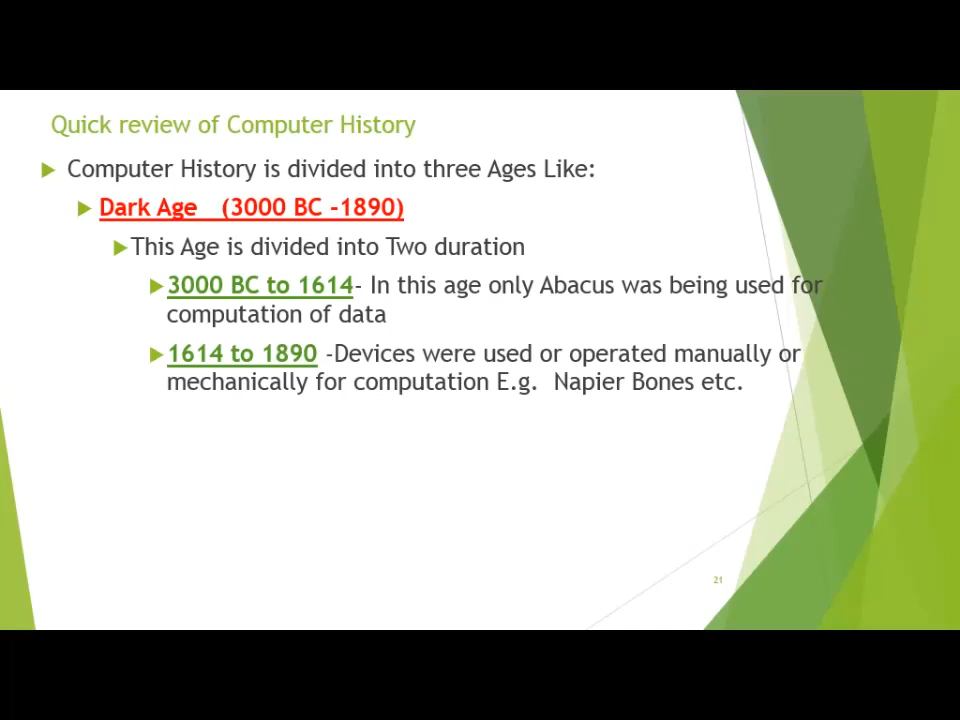 Quick review of Computer History
Computer History is divided into three Ages Like:
Dark Age (3000 BC -1890)
This Age is divided into Two duration
3000 BC to 1614- In this age only Abacus was being used for
computation of data
1614 to 1890 -Devices were used or operated manually or
mechanically for computation E.g. Napier Bones etc.
21